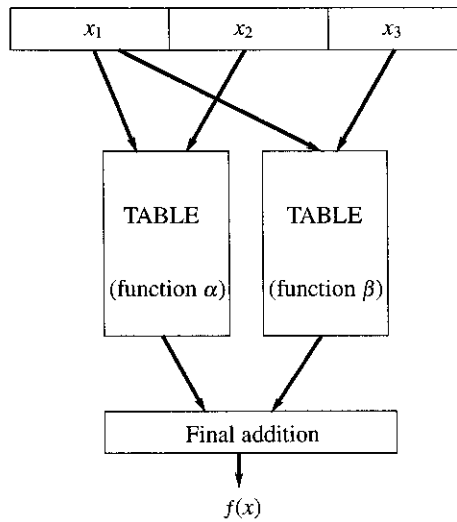 x₁ x₂ x₃
TABLE TABLE
(function α) (function β)
Final addition
f(x)